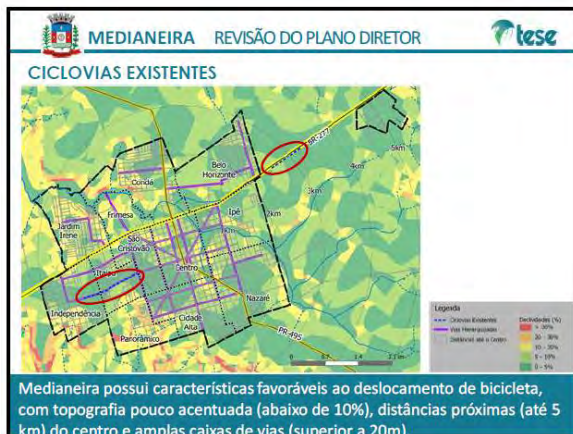 MEDIANEIRA REVISÃO DO PLANO DIRETOR
tese
CICLOVIAS EXISTENTES
BR-277
5km
4km
3km
2km
Belo
Horizonte
Condá
Frimesa
Ipê
Jardim
Irene
São
Cristóvão
Centro
Itaipu
Independência
Nazaré
Cidade
Alta
Panorâmico
PR-495
Legenda
Ciclovias Existentes
Vias Hierarquizadas
Distâncias até o Centro
Declividades (%)
> 30%
20 - 30%
10 - 20%
5 - 10%
0 - 5%
Medianeira possui características favoráveis ao deslocamento de bicicleta,
com topografia pouco acentuada (abaixo de 10%), distâncias próximas (até 5
km) do centro e amplas caixas de vias (superior a 20m)